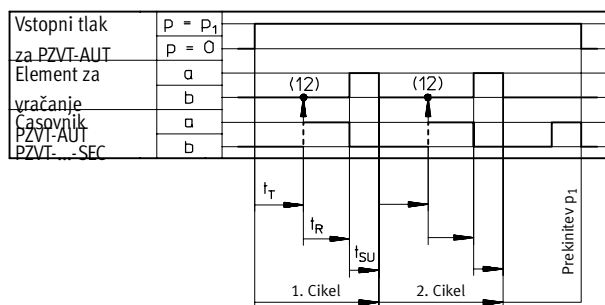 Vstopni tlak
p = p1
za PZVT-AUT
p = 0
Element za
a
vračanje
b
(12)
(12)
Časovnik
a
PZVT-AUT
PZVT-...-SEC
b
tT
tR
tSU
1. Cikel
2. Cikel
Prekinitev p1